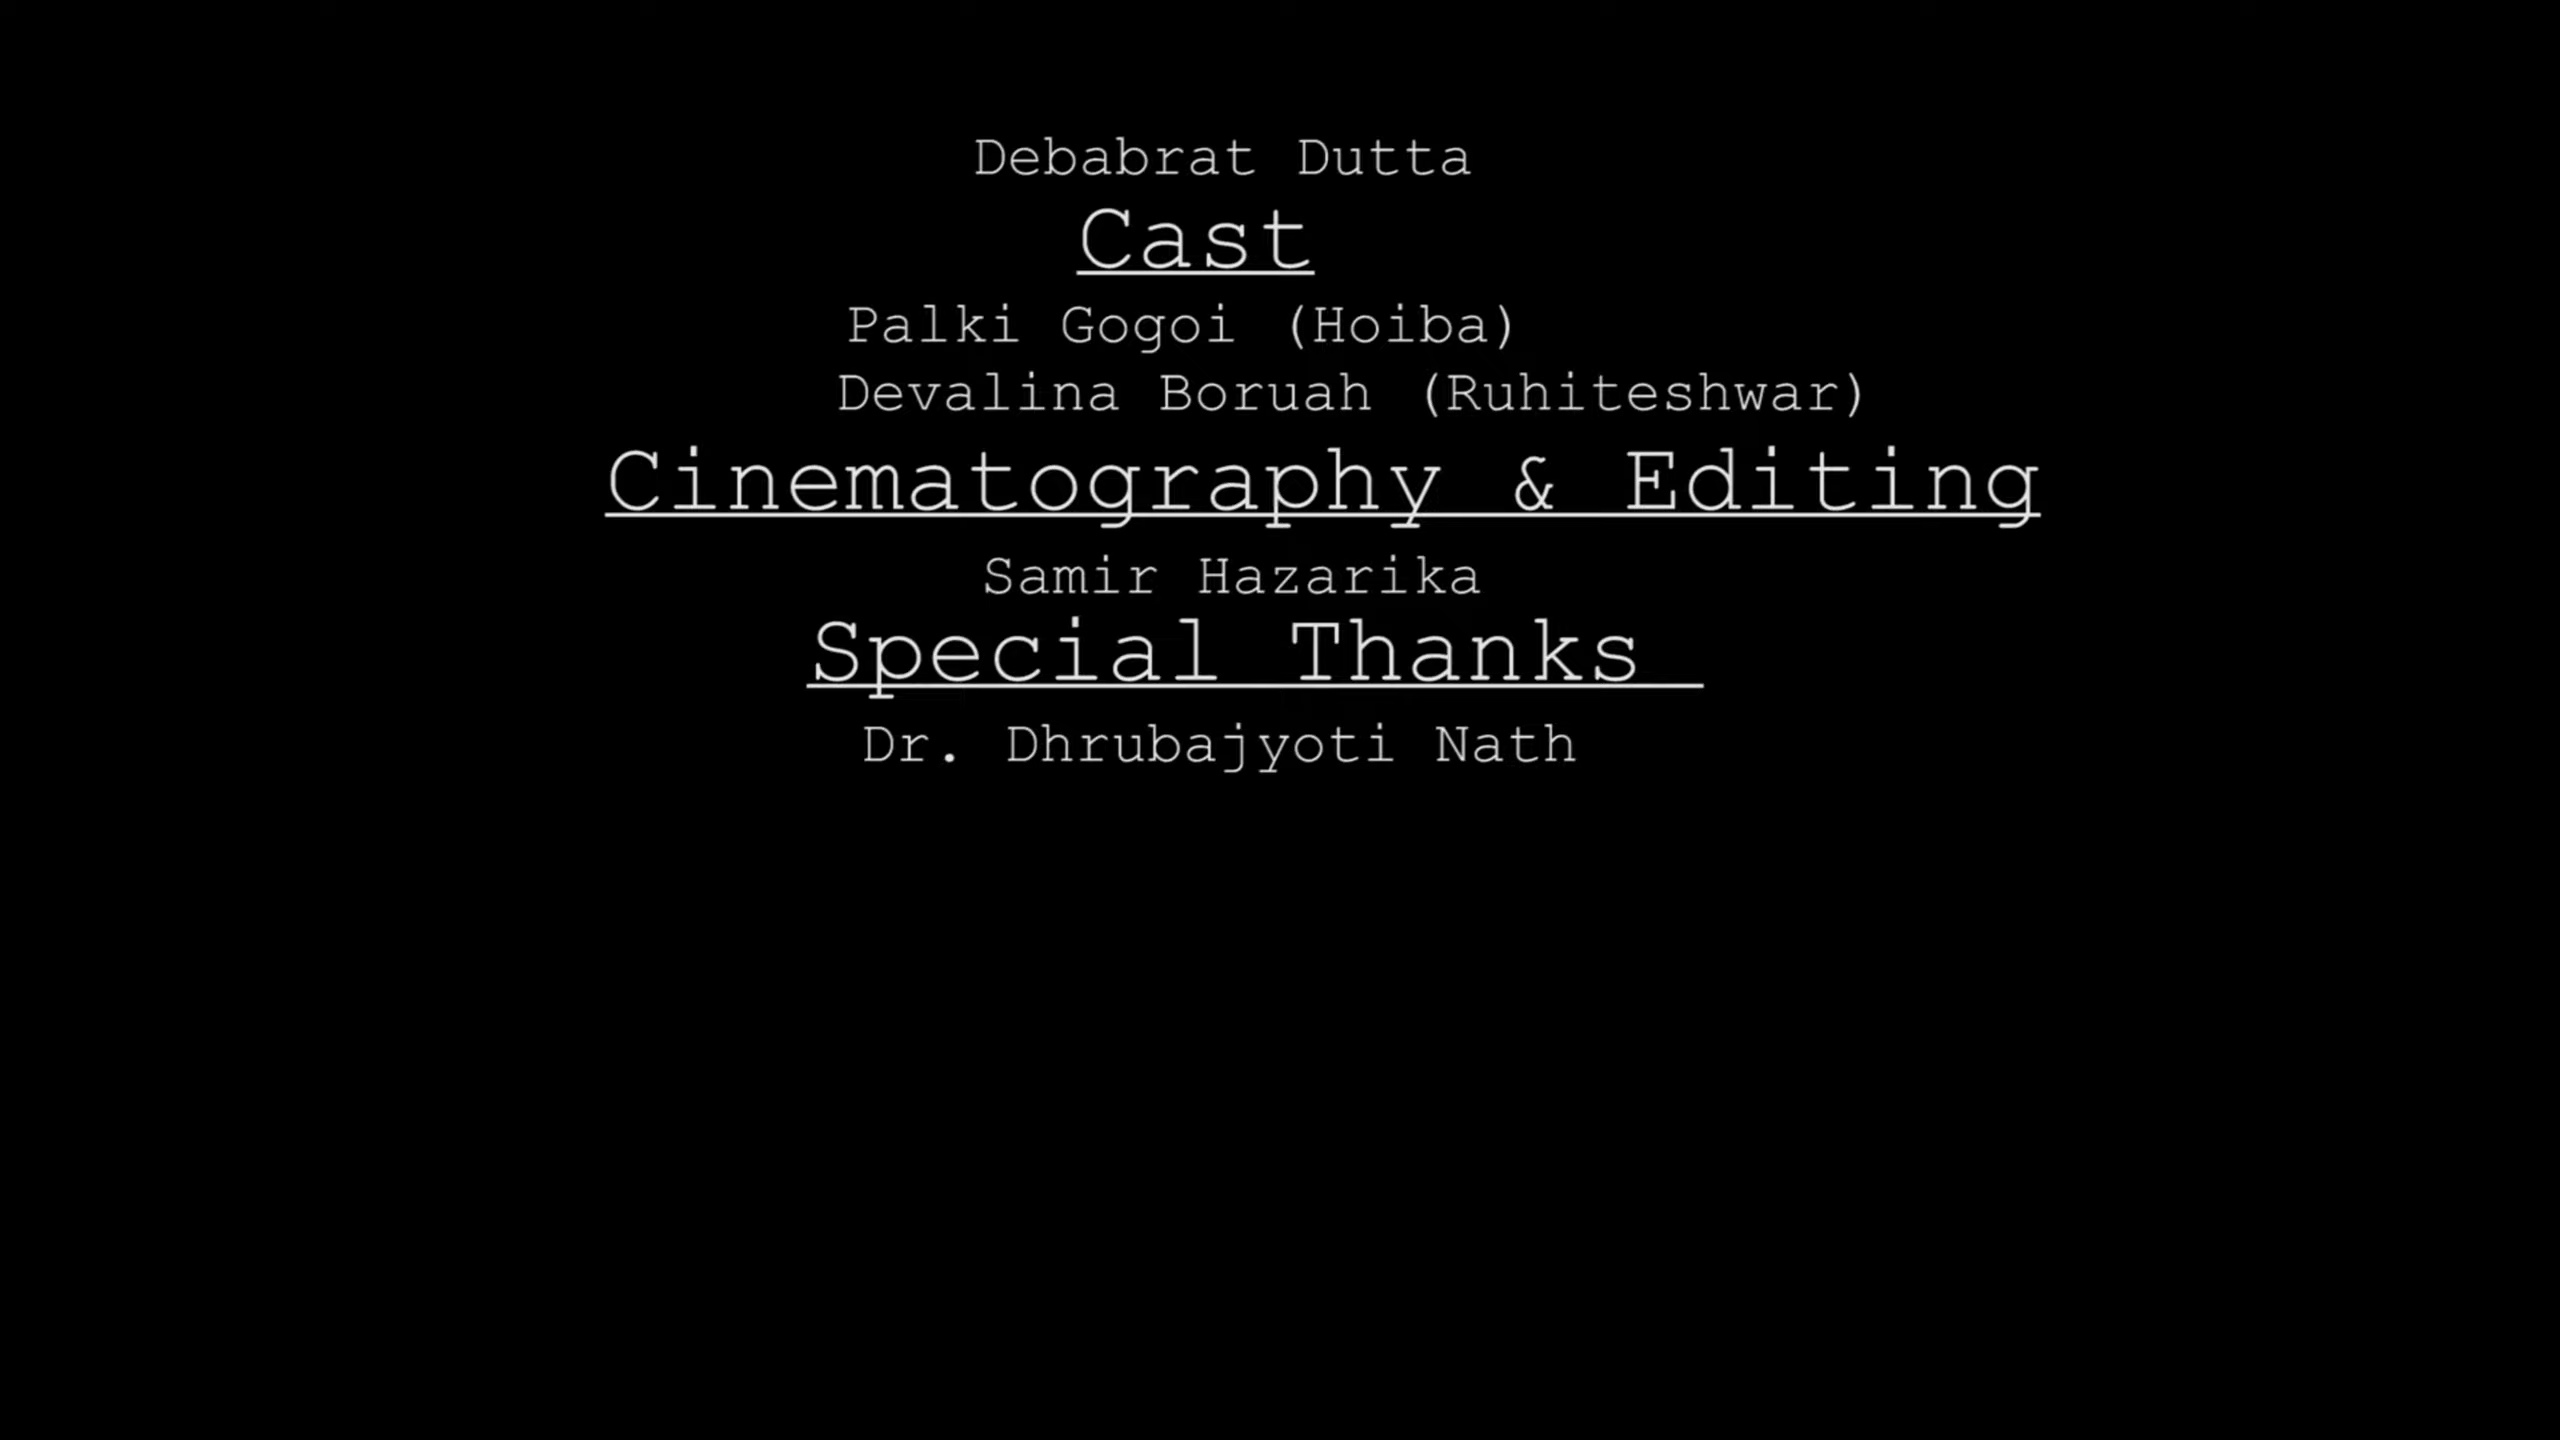 Debabrat Dutta
Cast
Palki Gogoi (Hoiba)
Devalina Boruah (Ruhiteshwar)
Cinematography & Editing
Samir Hazarika
Special Thanks
Dr. Dhrubajyoti Nath